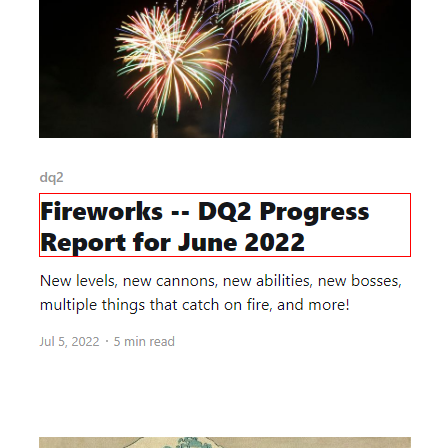 dq2
Fireworks -- DQ2 Progress
Report for June 2022
New levels, new cannons, new abilities, new bosses,
multiple things that catch on fire, and more!
Jul 5, 2022 · 5 min read